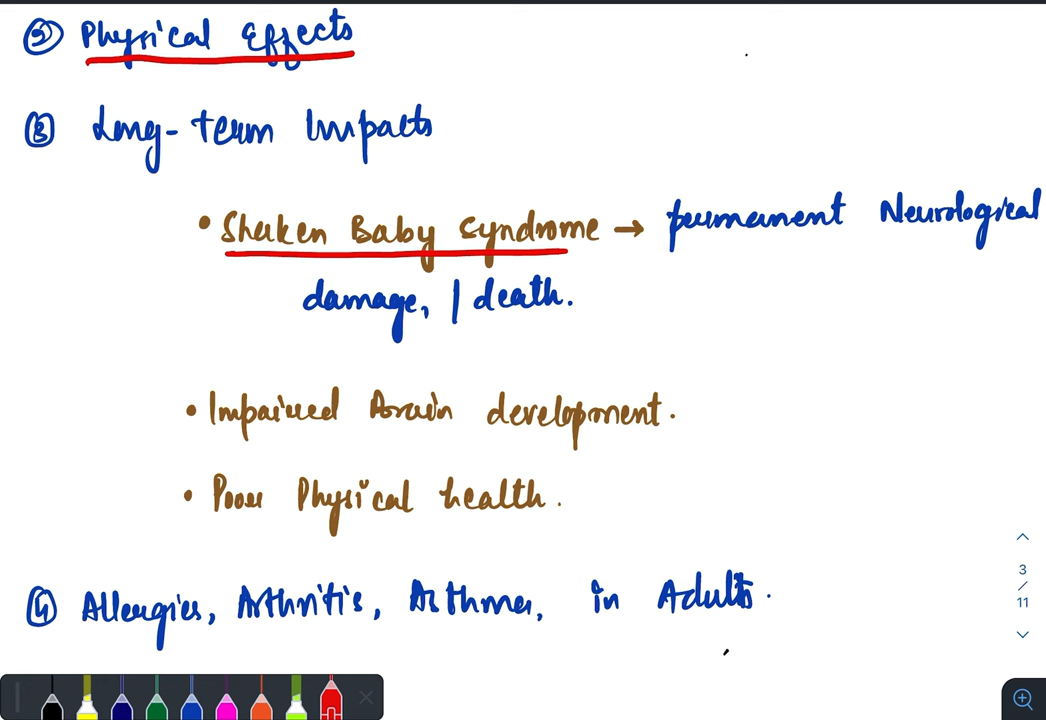 ② Physical Effects
③ Long-term Impacts
• Shaken Baby Syndrome → permanent Neurological
damage, / death.
• Impaired Brain development.
• Poor Physical health.
④ Allergies, Arthritis, Asthma, in Adults.
3
/
11